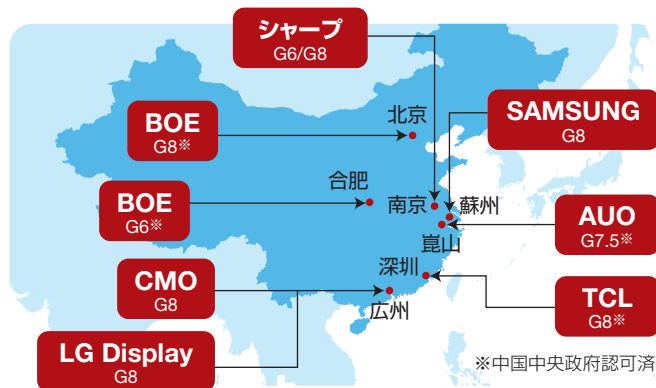 シャープ
G6/G8
北京
SAMSUNG
G8
BOE
G8※
合肥
南京
蘇州
BOE
G6※
AUO
G7.5※
崑山
深圳
CMO
G8
広州
TCL
G8※
LG Display
G8
※中国中央政府認可済